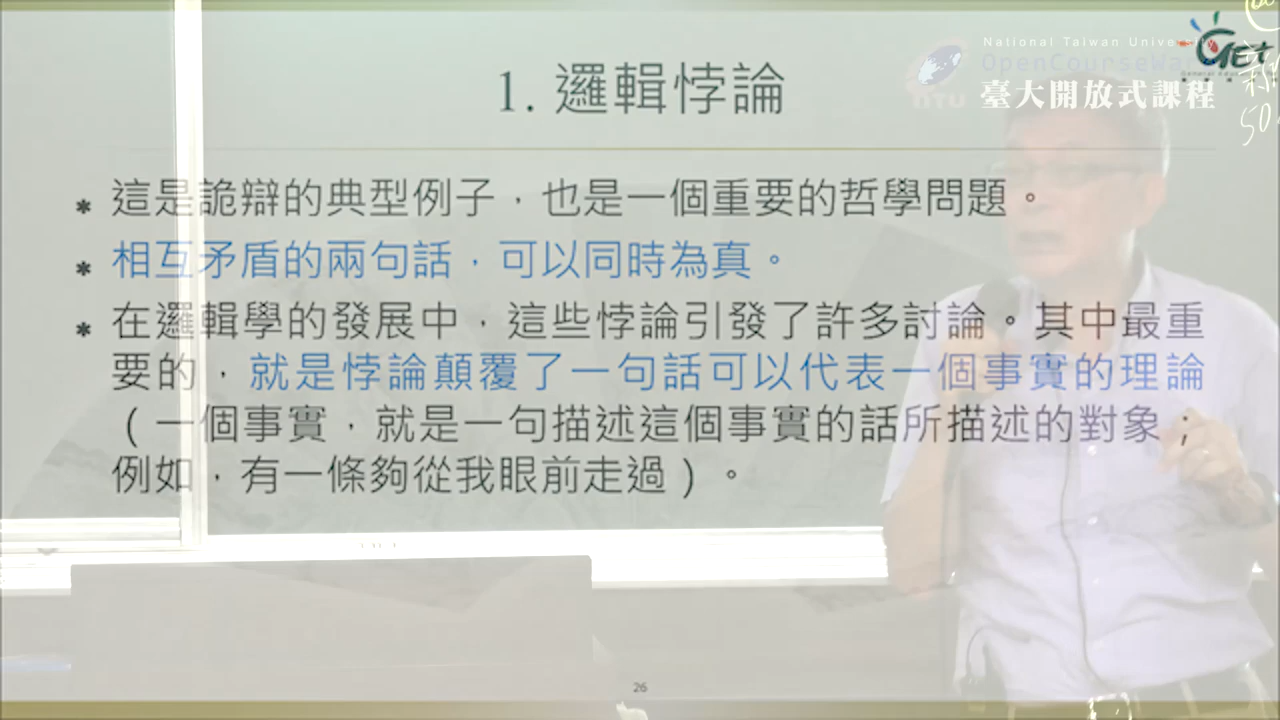 National Taiwan University
OpenCourseWare
臺大開放式課程
NTU
GEt
1. 邏輯悖論
* 這是詭辯的典型例子，也是一個重要的哲學問題。
* 相互矛盾的兩句話，可以同時為真。
* 在邏輯學的發展中，這些悖論引發了許多討論。其中最重
要的，就是悖論顛覆了一句話可以代表一個事實的理論
（一個事實，就是一句描述這個事實的話所描述的對象；
例如，有一條夠從我眼前走過）。
50
26